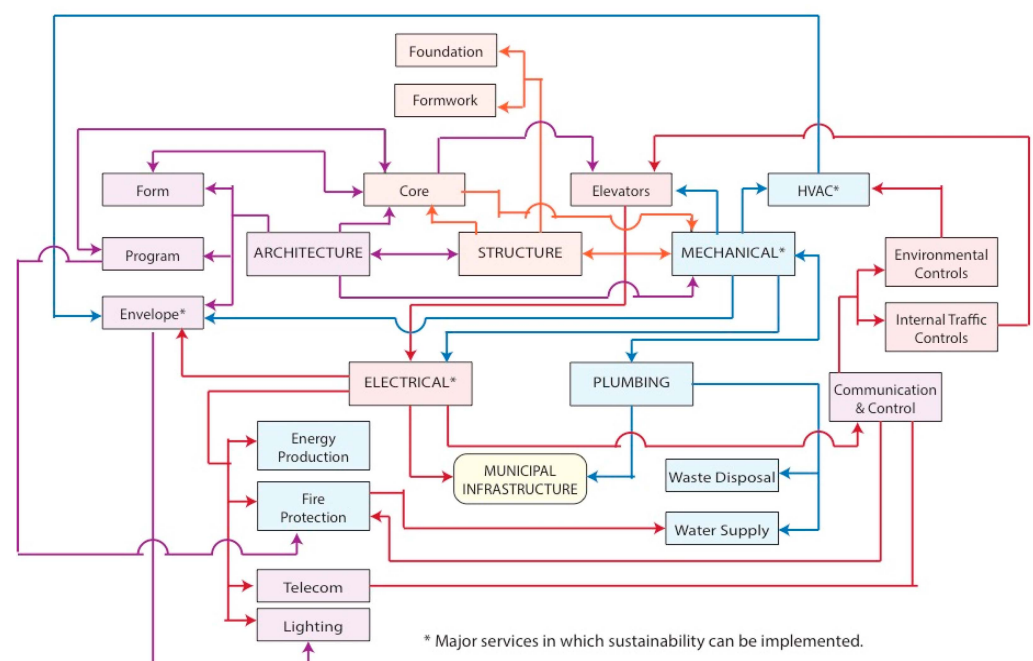 Foundation
Formwork
Form
Core
Elevators
HVAC*
Program
ARCHITECTURE
STRUCTURE
MECHANICAL*
Environmental
Controls
Envelope*
Internal Traffic
Controls
ELECTRICAL*
PLUMBING
Communication
& Control
Energy
Production
MUNICIPAL
INFRASTRUCTURE
Waste Disposal
Fire
Protection
Water Supply
Telecom
Lighting
* Major services in which sustainability can be implemented.